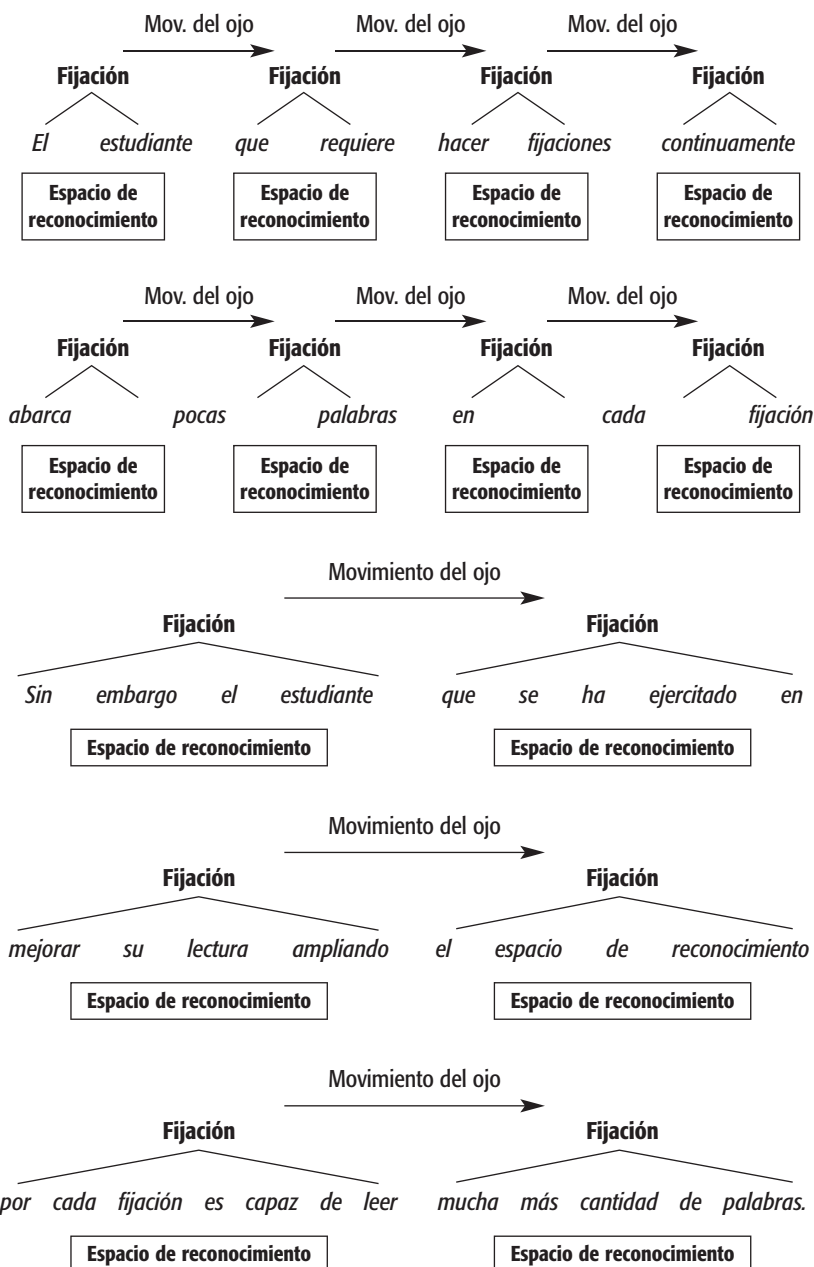 Mov. del ojo Mov. del ojo Mov. del ojo
Fijación Fijación Fijación Fijación
El estudiante que requiere hacer fijaciones continuamente
Espacio de reconocimiento Espacio de reconocimiento Espacio de reconocimiento Espacio de reconocimiento
Mov. del ojo Mov. del ojo Mov. del ojo
Fijación Fijación Fijación Fijación
abarca pocas palabras en cada fijación
Espacio de reconocimiento Espacio de reconocimiento Espacio de reconocimiento Espacio de reconocimiento
Movimiento del ojo
Fijación Fijación
Sin embargo el estudiante que se ha ejercitado en
Espacio de reconocimiento Espacio de reconocimiento
Movimiento del ojo
Fijación Fijación
mejorar su lectura ampliando el espacio de reconocimiento
Espacio de reconocimiento Espacio de reconocimiento
Movimiento del ojo
Fijación Fijación
por cada fijación es capaz de leer mucha más cantidad de palabras.
Espacio de reconocimiento Espacio de reconocimiento